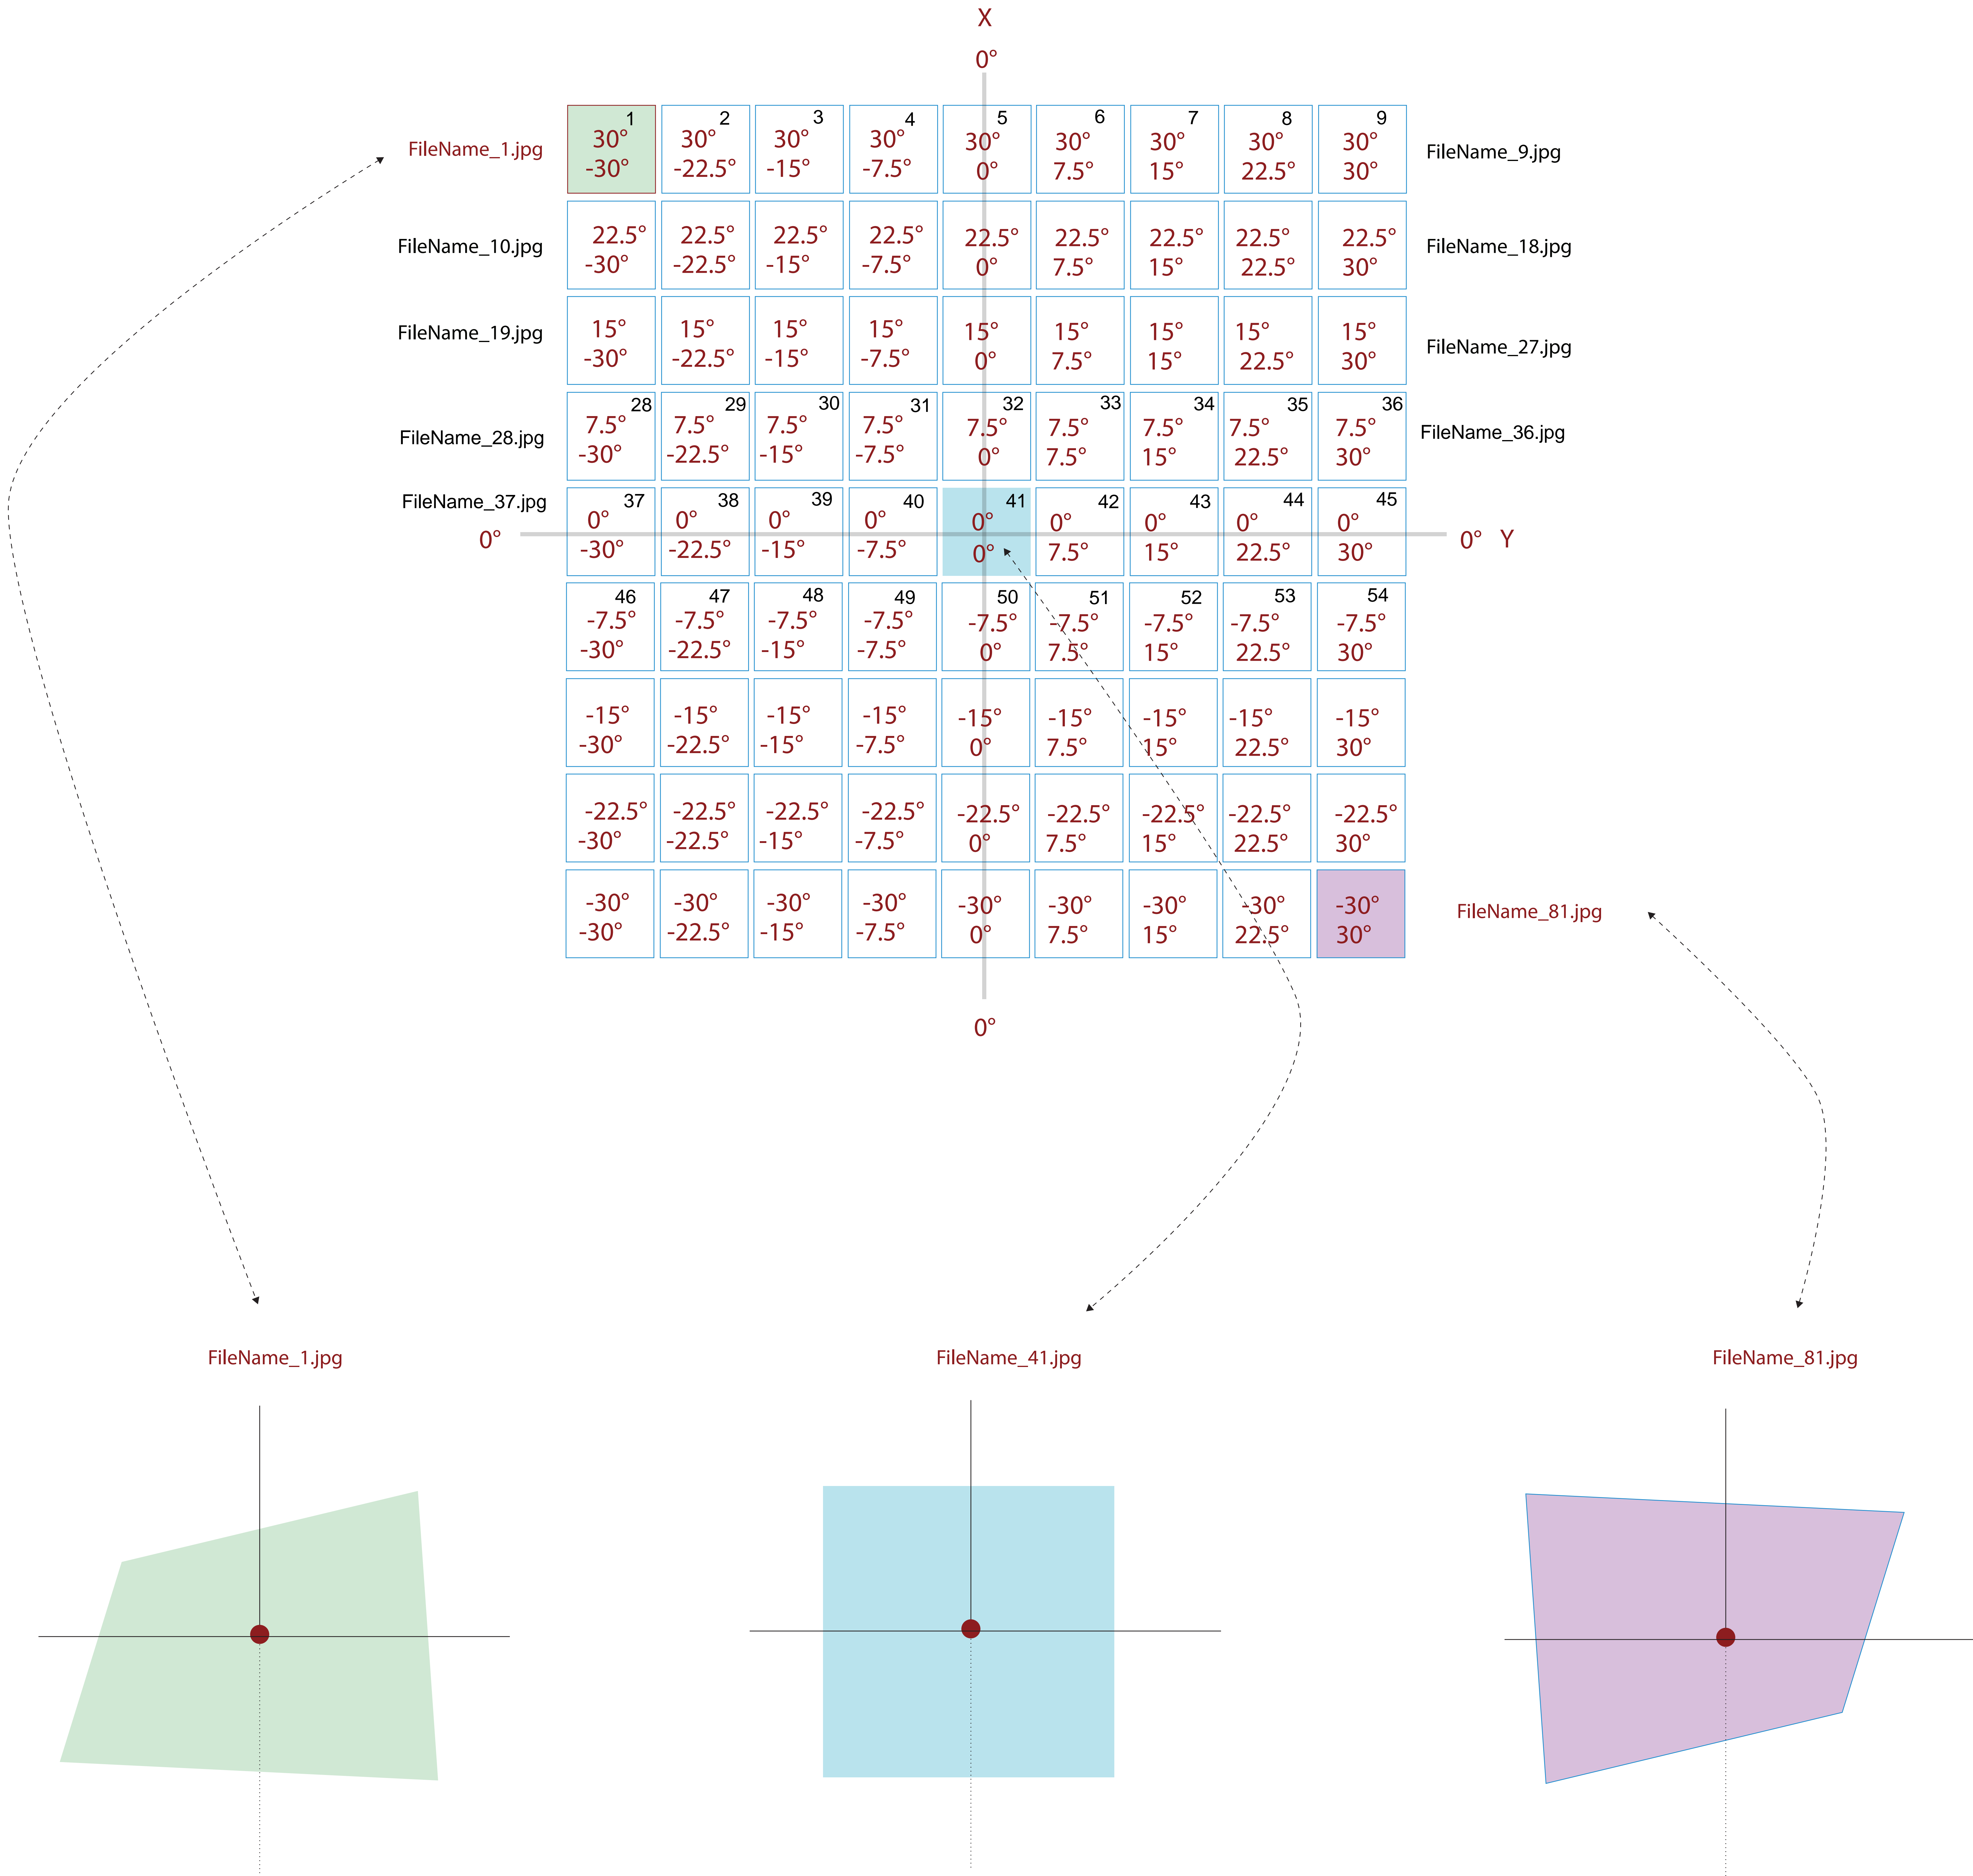 X
0°
1 2 3 4 5 6 7 8 9
FileName_1.jpg 30° 30° 30° 30° 30° 30° 30° 30° 30° FileName_9.jpg
-30° -22.5° -15° -7.5° 0° 7.5° 15° 22.5° 30°
FileName_10.jpg 22.5° 22.5° 22.5° 22.5° 22.5° 22.5° 22.5° 22.5° 22.5° FileName_18.jpg
-30° -22.5° -15° -7.5° 0° 7.5° 15° 22.5° 30°
FileName_19.jpg 15° 15° 15° 15° 15° 15° 15° 15° 15° FileName_27.jpg
-30° -22.5° -15° -7.5° 0° 7.5° 15° 22.5° 30°
28 29 30 31 32 33 34 35 36
FileName_28.jpg 7.5° 7.5° 7.5° 7.5° 7.5° 7.5° 7.5° 7.5° 7.5° FileName_36.jpg
-30° -22.5° -15° -7.5° 0° 7.5° 15° 22.5° 30°
FileName_37.jpg 37 38 39 40 41 42 43 44 45
0° 0° 0° 0° 0° 0° 0° 0° 0°
0° -30° -22.5° -15° -7.5° 0° 7.5° 15° 22.5° 30° 0° Y
46 47 48 49 50 51 52 53 54
-7.5° -7.5° -7.5° -7.5° -7.5° -7.5° -7.5° -7.5° -7.5°
-30° -22.5° -15° -7.5° 0° 7.5° 15° 22.5° 30°
-15° -15° -15° -15° -15° -15° -15° -15° -15°
-30° -22.5° -15° -7.5° 0° 7.5° 15° 22.5° 30°
-22.5° -22.5° -22.5° -22.5° -22.5° -22.5° -22.5° -22.5° -22.5°
-30° -22.5° -15° -7.5° 0° 7.5° 15° 22.5° 30°
-30° -30° -30° -30° -30° -30° -30° -30° -30° FileName_81.jpg
-30° -22.5° -15° -7.5° 0° 7.5° 15° 22.5° 30°
0°
FileName_1.jpg FileName_41.jpg FileName_81.jpg